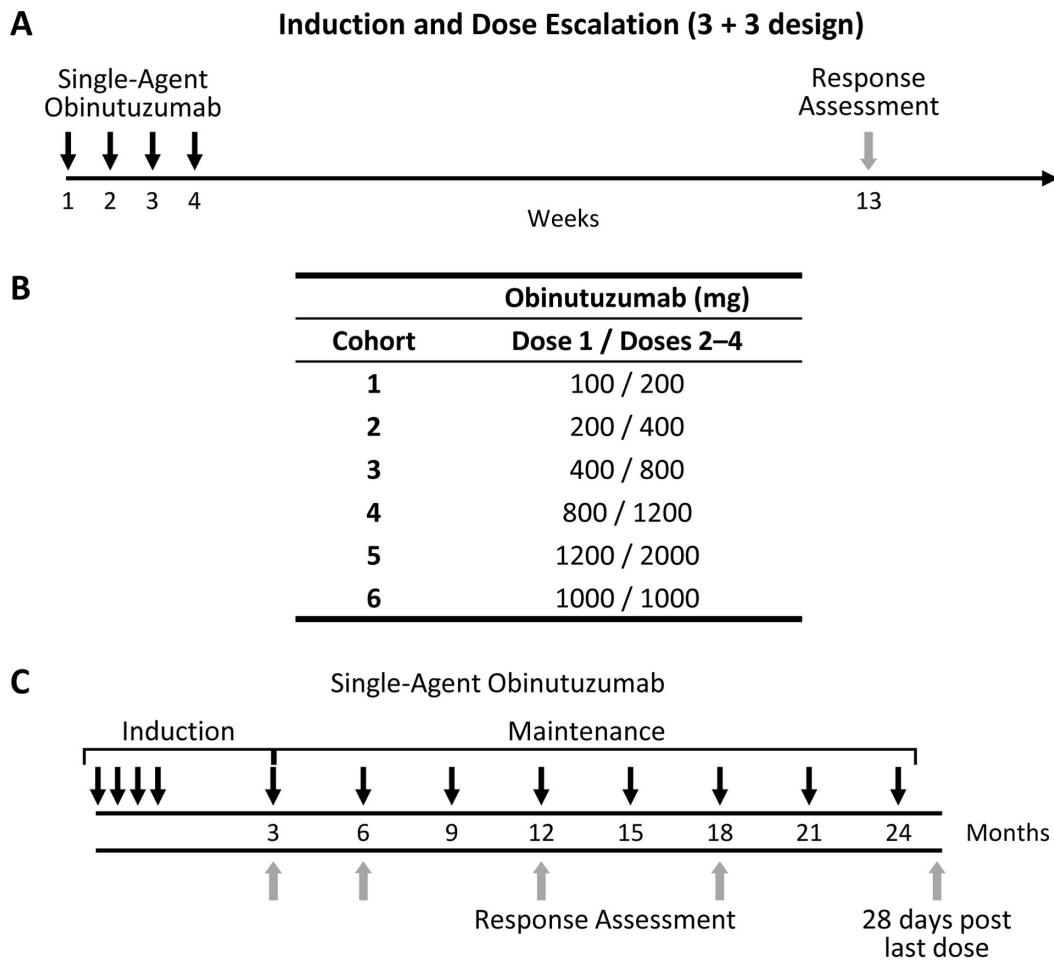 A
Induction and Dose Escalation (3 + 3 design)
Single-Agent
Obinutuzumab
Response
Assessment
1 2 3 4 13
Weeks
B
Obinutuzumab (mg)
Cohort Dose 1 / Doses 2–4
1 100 / 200
2 200 / 400
3 400 / 800
4 800 / 1200
5 1200 / 2000
6 1000 / 1000
C
Single-Agent Obinutuzumab
Induction Maintenance
3 6 9 12 15 18 21 24 Months
Response Assessment
28 days post
last dose